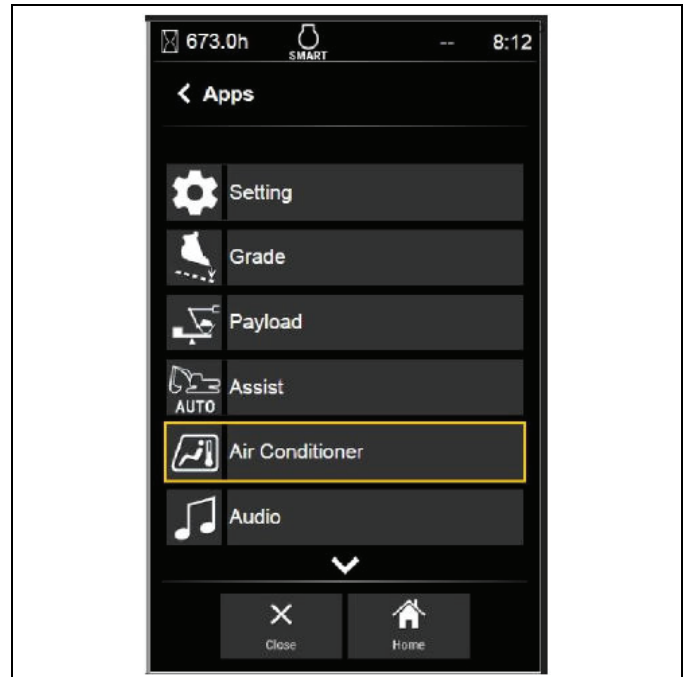 673.0h SMART -- 8:12
Apps
Setting
Grade
Payload
AUTO Assist
Air Conditioner
Audio
Close Home